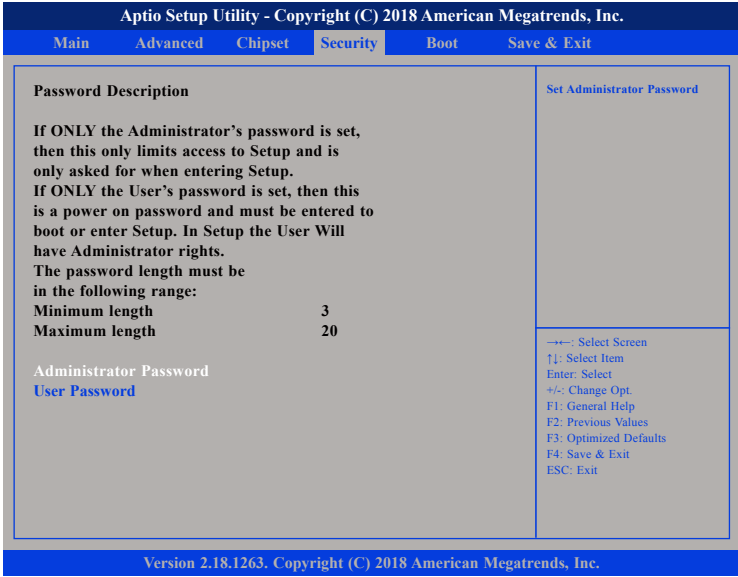 Aptio Setup Utility - Copyright (C) 2018 American Megatrends, Inc.
Main Advanced Chipset Security Boot Save & Exit
Password Description
If ONLY the Administrator's password is set,
then this only limits access to Setup and is
only asked for when entering Setup.
If ONLY the User's password is set, then this
is a power on password and must be entered to
boot or enter Setup. In Setup the User Will
have Administrator rights.
The password length must be
in the following range:
Minimum length 3
Maximum length 20
Administrator Password
User Password
Set Administrator Password
→←: Select Screen
↑↓: Select Item
Enter: Select
+/-: Change Opt.
F1: General Help
F2: Previous Values
F3: Optimized Defaults
F4: Save & Exit
ESC: Exit
Version 2.18.1263. Copyright (C) 2018 American Megatrends, Inc.